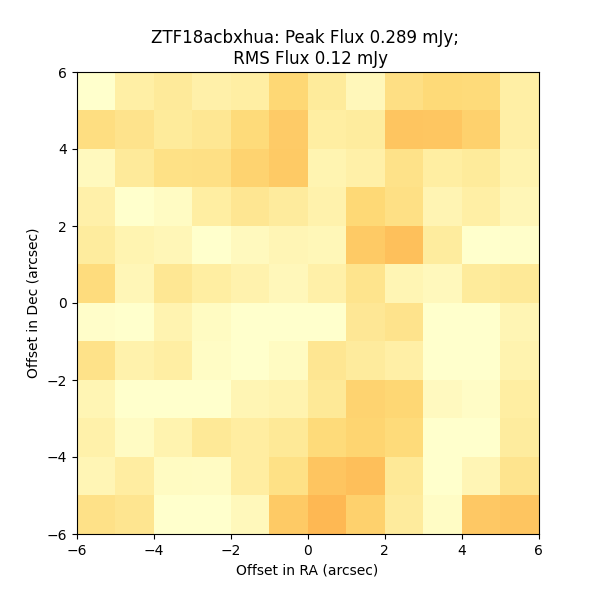 ZTF18acbxhua: Peak Flux 0.289 mJy;
RMS Flux 0.12 mJy
6
4
2
0
−2
−4
−6
Offset in Dec (arcsec)
−6 −4 −2 0 2 4 6
Offset in RA (arcsec)